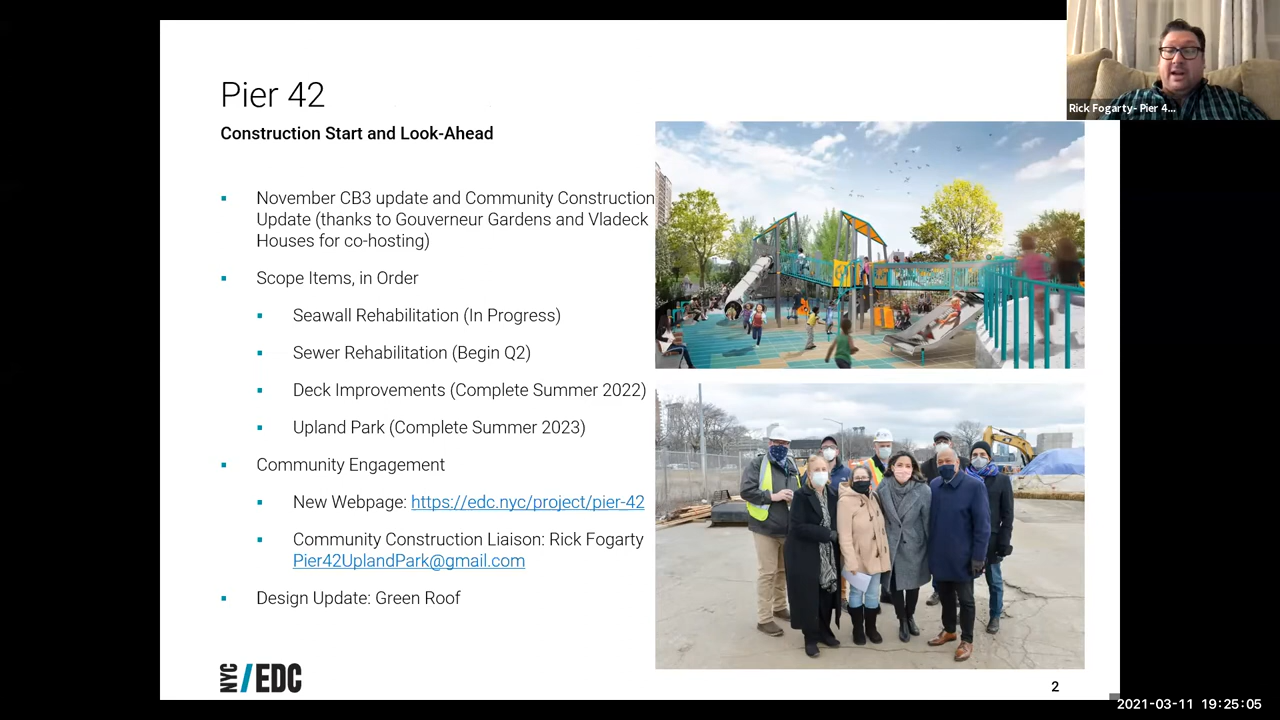 Pier 42
Construction Start and Look-Ahead
November CB3 update and Community Construction
Update (thanks to Gouverneur Gardens and Vladeck
Houses for co-hosting)
Scope Items, in Order
Seawall Rehabilitation (In Progress)
Sewer Rehabilitation (Begin Q2)
Deck Improvements (Complete Summer 2022)
Upland Park (Complete Summer 2023)
Community Engagement
New Webpage: https://edc.nyc/project/pier-42
Community Construction Liaison: Rick Fogarty
Pier42UplandPark@gmail.com
Design Update: Green Roof
NYC/EDC
2
Rick Fogarty- Pier 4...
2021-03-11 19:25:05